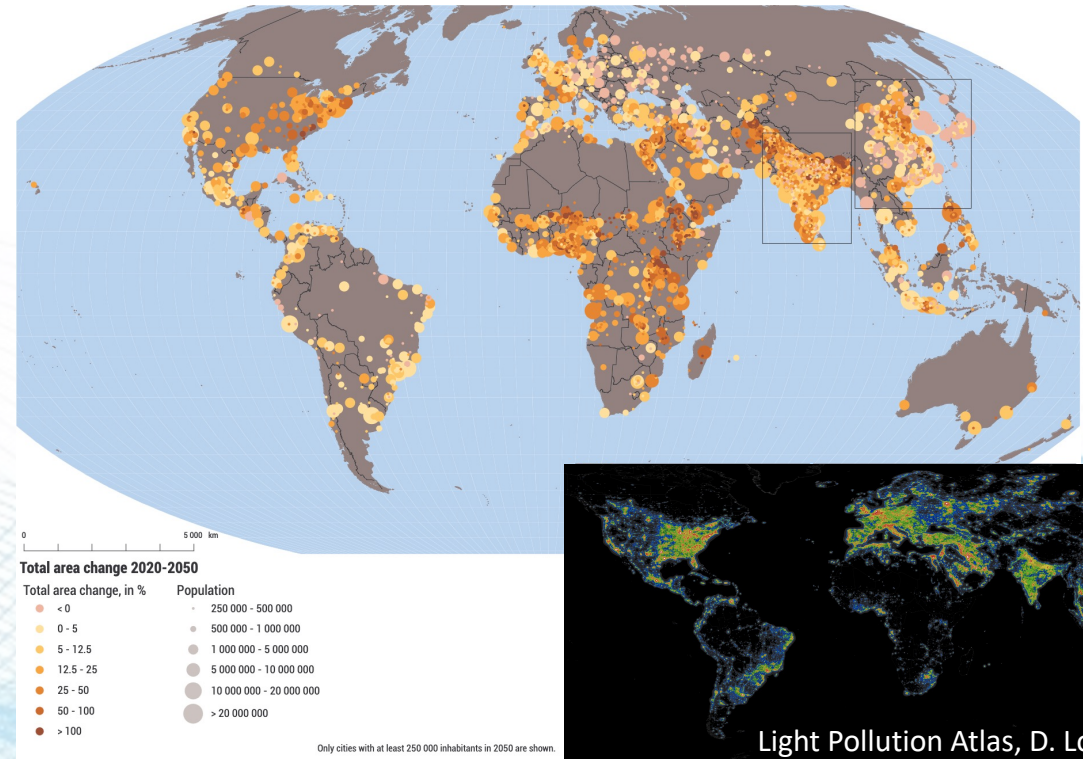 0
5 000 km
Total area change 2020-2050
Total area change, in %
< 0
0 - 5
5 - 12.5
12.5 - 25
25 - 50
50 - 100
> 100
Population
250 000 - 500 000
500 000 - 1 000 000
1 000 000 - 5 000 000
5 000 000 - 10 000 000
10 000 000 - 20 000 000
> 20 000 000
Only cities with at least 250 000 inhabitants in 2050 are shown.
Light Pollution Atlas, D. Lo